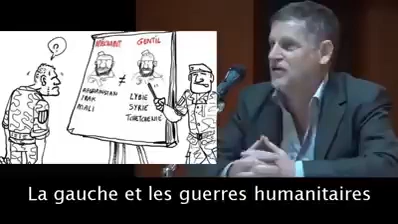 ?
MÉCHANT
AFGHANISTAN
IRAK
MALI
≠
GENTIL
LYBIE
SYRIE
TCHETCHENIE
La gauche et les guerres humanitaires